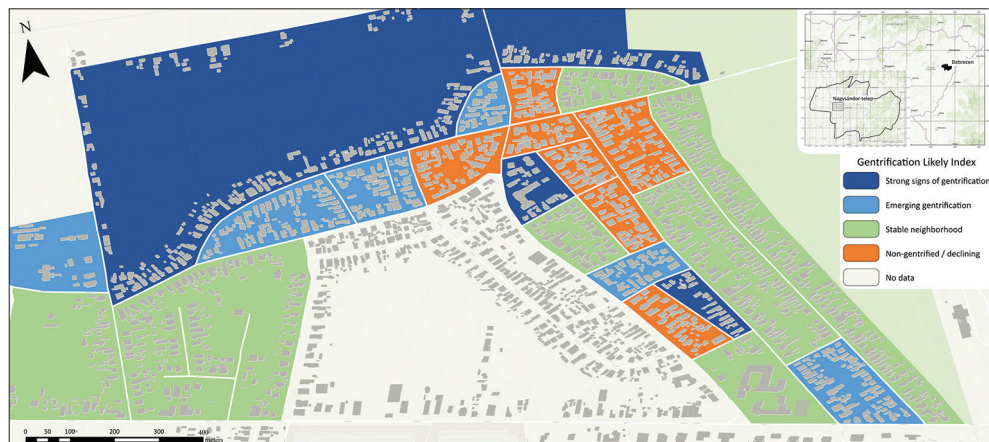 N
Debrecen
Nagysándor-telep
Gentrification Likely Index
Strong signs of gentrification
Emerging gentrification
Stable neighborhood
Non-gentrified / declining
No data
0 50 100 200 300 400
meters